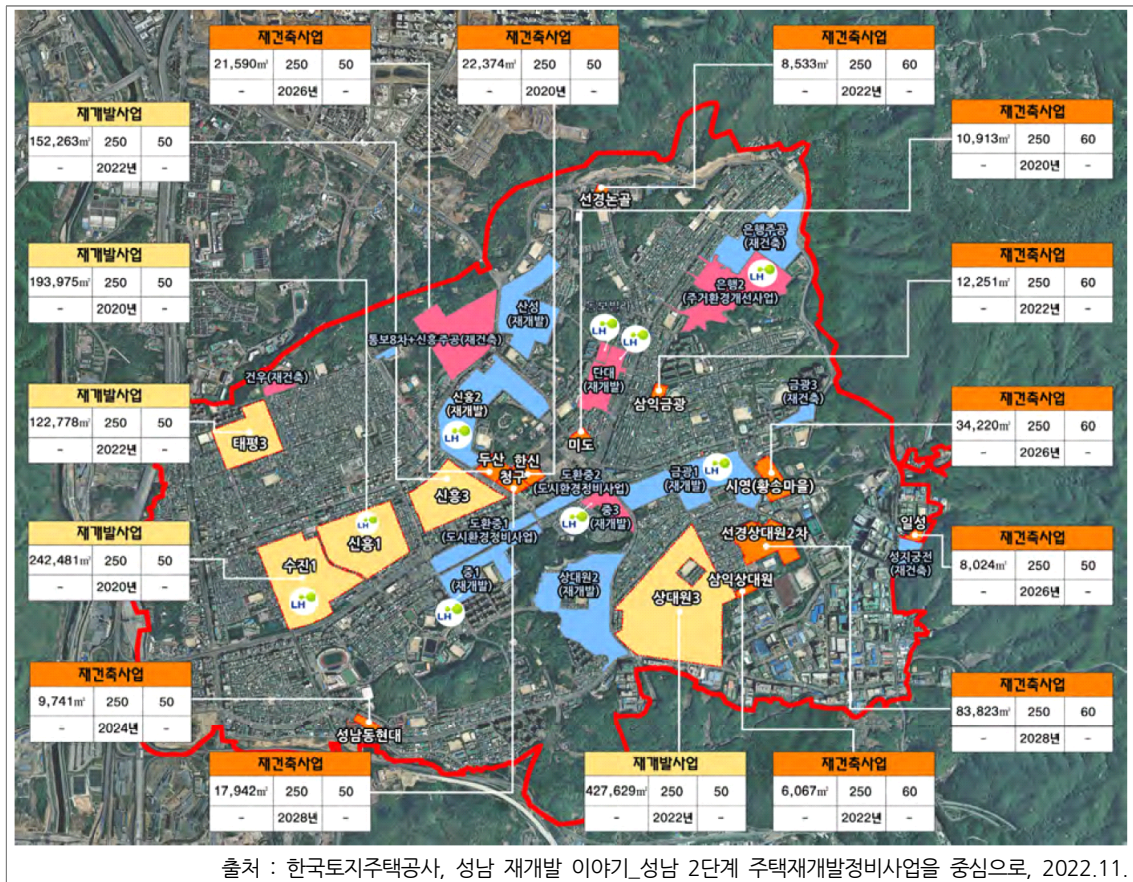 재건축사업
21,590㎡ 250 50
- 2026년 -
재건축사업
22,374㎡ 250 50
- 2020년 -
재건축사업
8,533㎡ 250 60
- 2022년 -
재개발사업
152,263㎡ 250 50
- 2022년 -
재건축사업
10,913㎡ 250 60
- 2020년 -
재개발사업
193,975㎡ 250 50
- 2020년 -
재건축사업
12,251㎡ 250 60
- 2022년 -
재개발사업
122,778㎡ 250 50
- 2022년 -
재건축사업
34,220㎡ 250 60
- 2026년 -
재개발사업
242,481㎡ 250 50
- 2020년 -
재건축사업
8,024㎡ 250 50
- 2026년 -
재건축사업
9,741㎡ 250 50
- 2024년 -
재건축사업
83,823㎡ 250 60
- 2028년 -
재건축사업
17,942㎡ 250 50
- 2028년 -
재개발사업
427,629㎡ 250 50
- 2022년 -
재건축사업
6,067㎡ 250 60
- 2022년 -
선경논골
은행주공
(재건축)
은행2
(주거환경개선사업)
LH
산성
(재개발)
LH
LH
통보8차+신흥주공(재건축)
단대
(재개발)
건우(재건축)
삼익금광
금광3
(재건축)
신흥2
(재개발)
LH
태평3
미도
두산
한신
청구
도환중2
(도시환경정비사업)
금광1
(재개발)
LH
시영(황송마을)
신흥3
중3
(재개발)
LH
도환중1
(도시환경정비사업)
신흥1
LH
선경상대원2차
일성
성지궁전
(재건축)
수진1
LH
중1
(재개발)
LH
상대원2
(재개발)
상대원3
삼익상대원
성남동현대
출처 : 한국토지주택공사, 성남 재개발 이야기_성남 2단계 주택재개발정비사업을 중심으로, 2022.11.